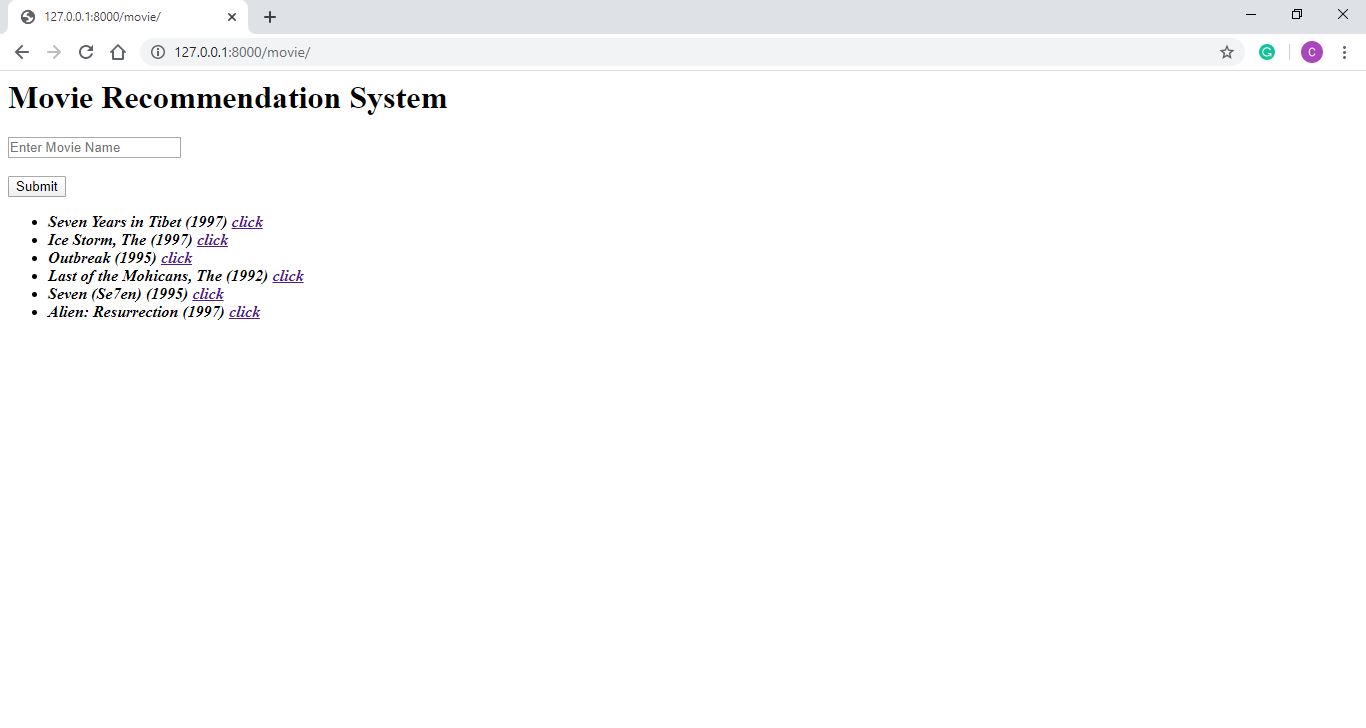 127.0.0.1:8000/movie/
127.0.0.1:8000/movie/
C
Movie Recommendation System
Enter Movie Name
Submit
Seven Years in Tibet (1997) click
Ice Storm, The (1997) click
Outbreak (1995) click
Last of the Mohicans, The (1992) click
Seven (Se7en) (1995) click
Alien: Resurrection (1997) click